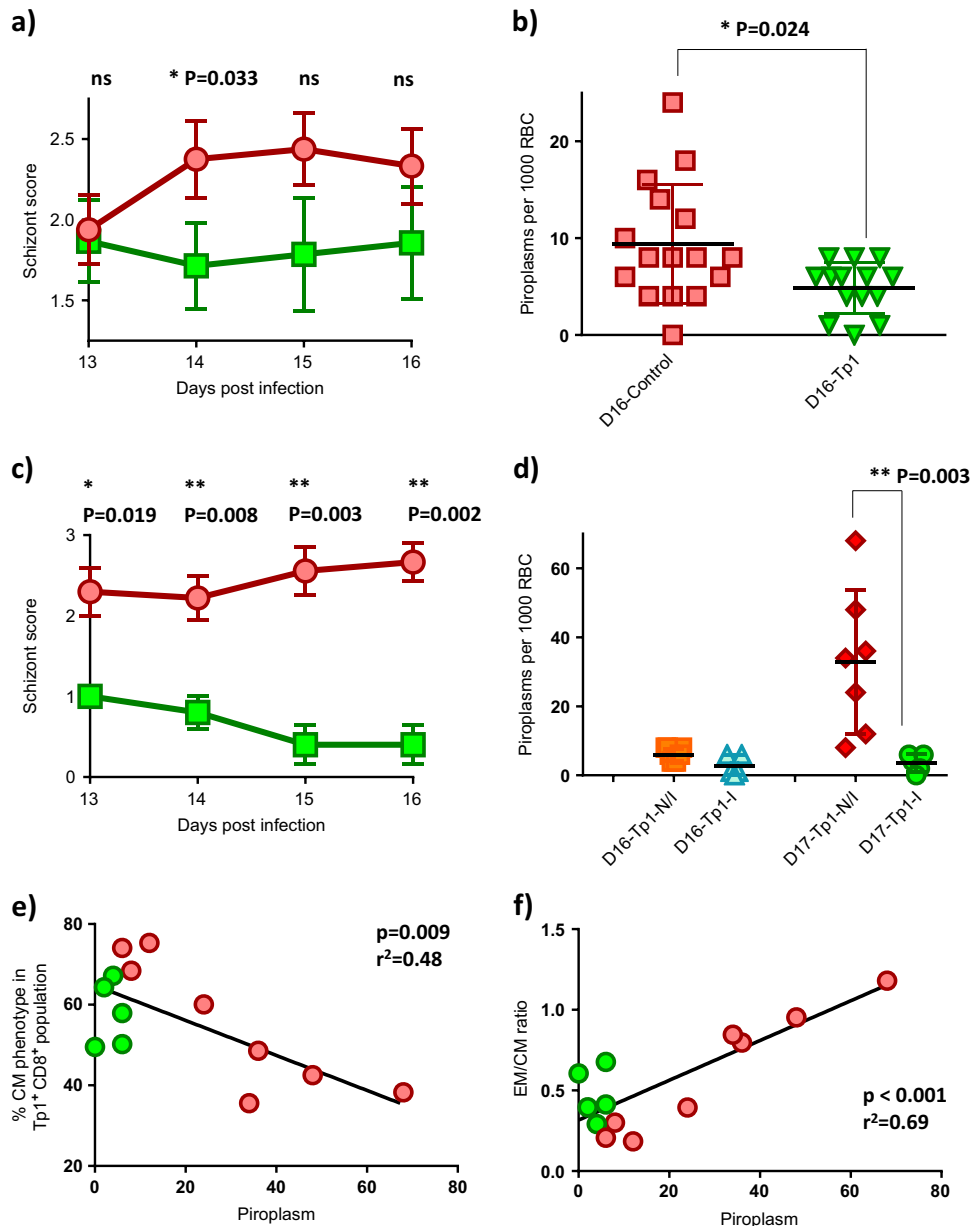 a)
ns
* P=0.033
ns
ns
Schizont score
2.5
2.0
1.5
13
14
15
16
Days post infection
b)
* P=0.024
Piroplasms per 1000 RBC
20
10
0
D16-Control
D16-Tp1
c)
*
**
**
**
P=0.019
P=0.008
P=0.003
P=0.002
Schizont score
3
2
1
0
13
14
15
16
Days post infection
d)
** P=0.003
Piroplasms per 1000 RBC
60
40
20
0
D16-Tp1-N/I
D16-Tp1-I
D17-Tp1-N/I
D17-Tp1-I
e)
p=0.009
r²=0.48
% CM phenotype in
Tp1⁺ CD8⁺ population
80
60
40
20
0
20
40
60
80
Piroplasm
f)
EM/CM ratio
1.5
1.0
0.5
0.0
p < 0.001
r²=0.69
0
20
40
60
80
Piroplasm